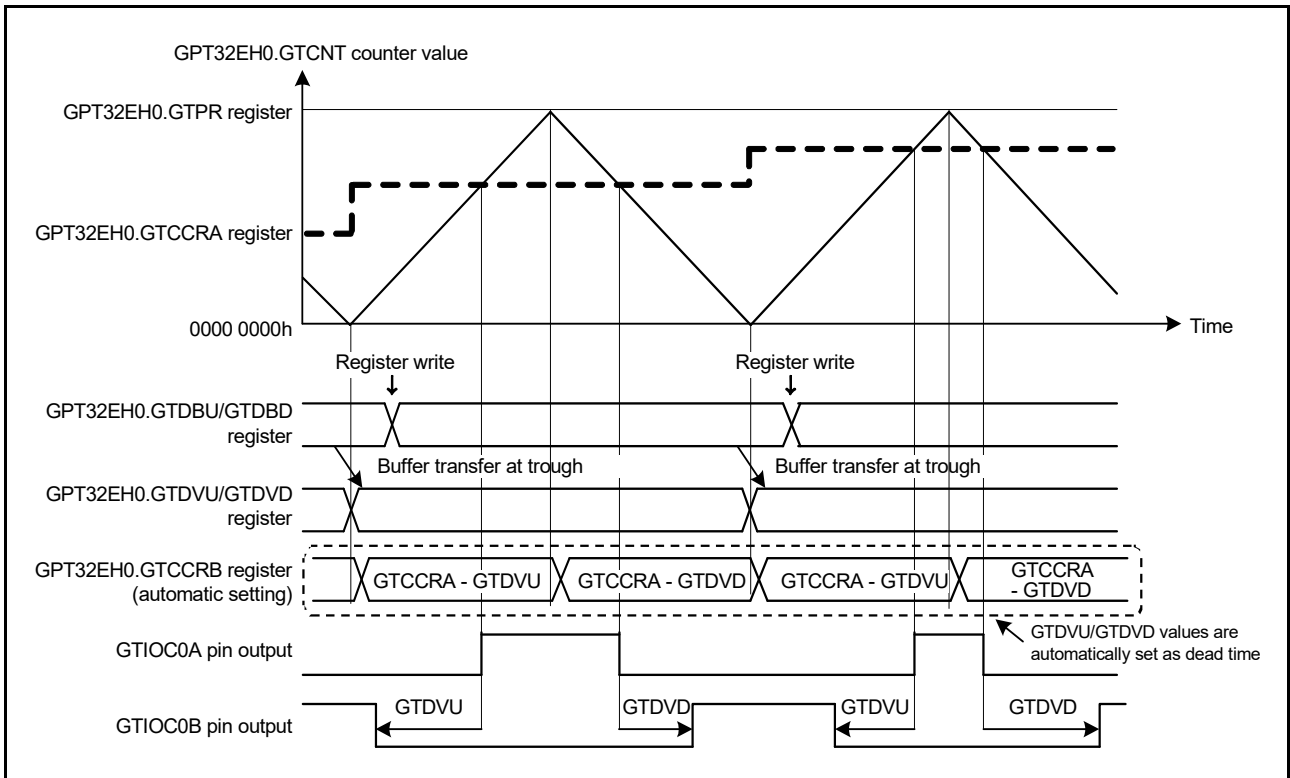 GPT32EH0.GTCNT counter value
GPT32EH0.GTPR register
GPT32EH0.GTCCRA register
0000 0000h
Time
Register write
Register write
GPT32EH0.GTDBU/GTDBD
register
Buffer transfer at trough
Buffer transfer at trough
GPT32EH0.GTDVU/GTDVD
register
GPT32EH0.GTCCRB register
(automatic setting)
GTCCRA - GTDVU
GTCCRA - GTDVD
GTCCRA - GTDVU
GTCCRA
- GTDVD
GTIOC0A pin output
GTDVU/GTDVD values are
automatically set as dead time
GTDVU
GTDVD
GTDVU
GTDVD
GTIOC0B pin output